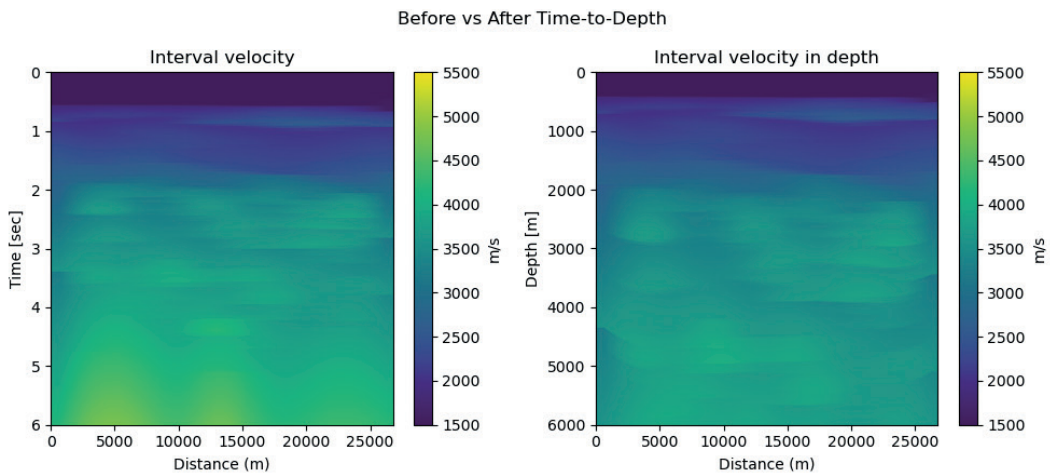 Before vs After Time-to-Depth
Interval velocity
0
1
2
3
4
5
6
Time [sec]
0 5000 10000 15000 20000 25000
Distance (m)
5500
5000
4500
4000
3500
3000
2500
2000
1500
m/s
Interval velocity in depth
0
1000
2000
3000
4000
5000
6000
Depth [m]
0 5000 10000 15000 20000 25000
Distance (m)
5500
5000
4500
4000
3500
3000
2500
2000
1500
m/s